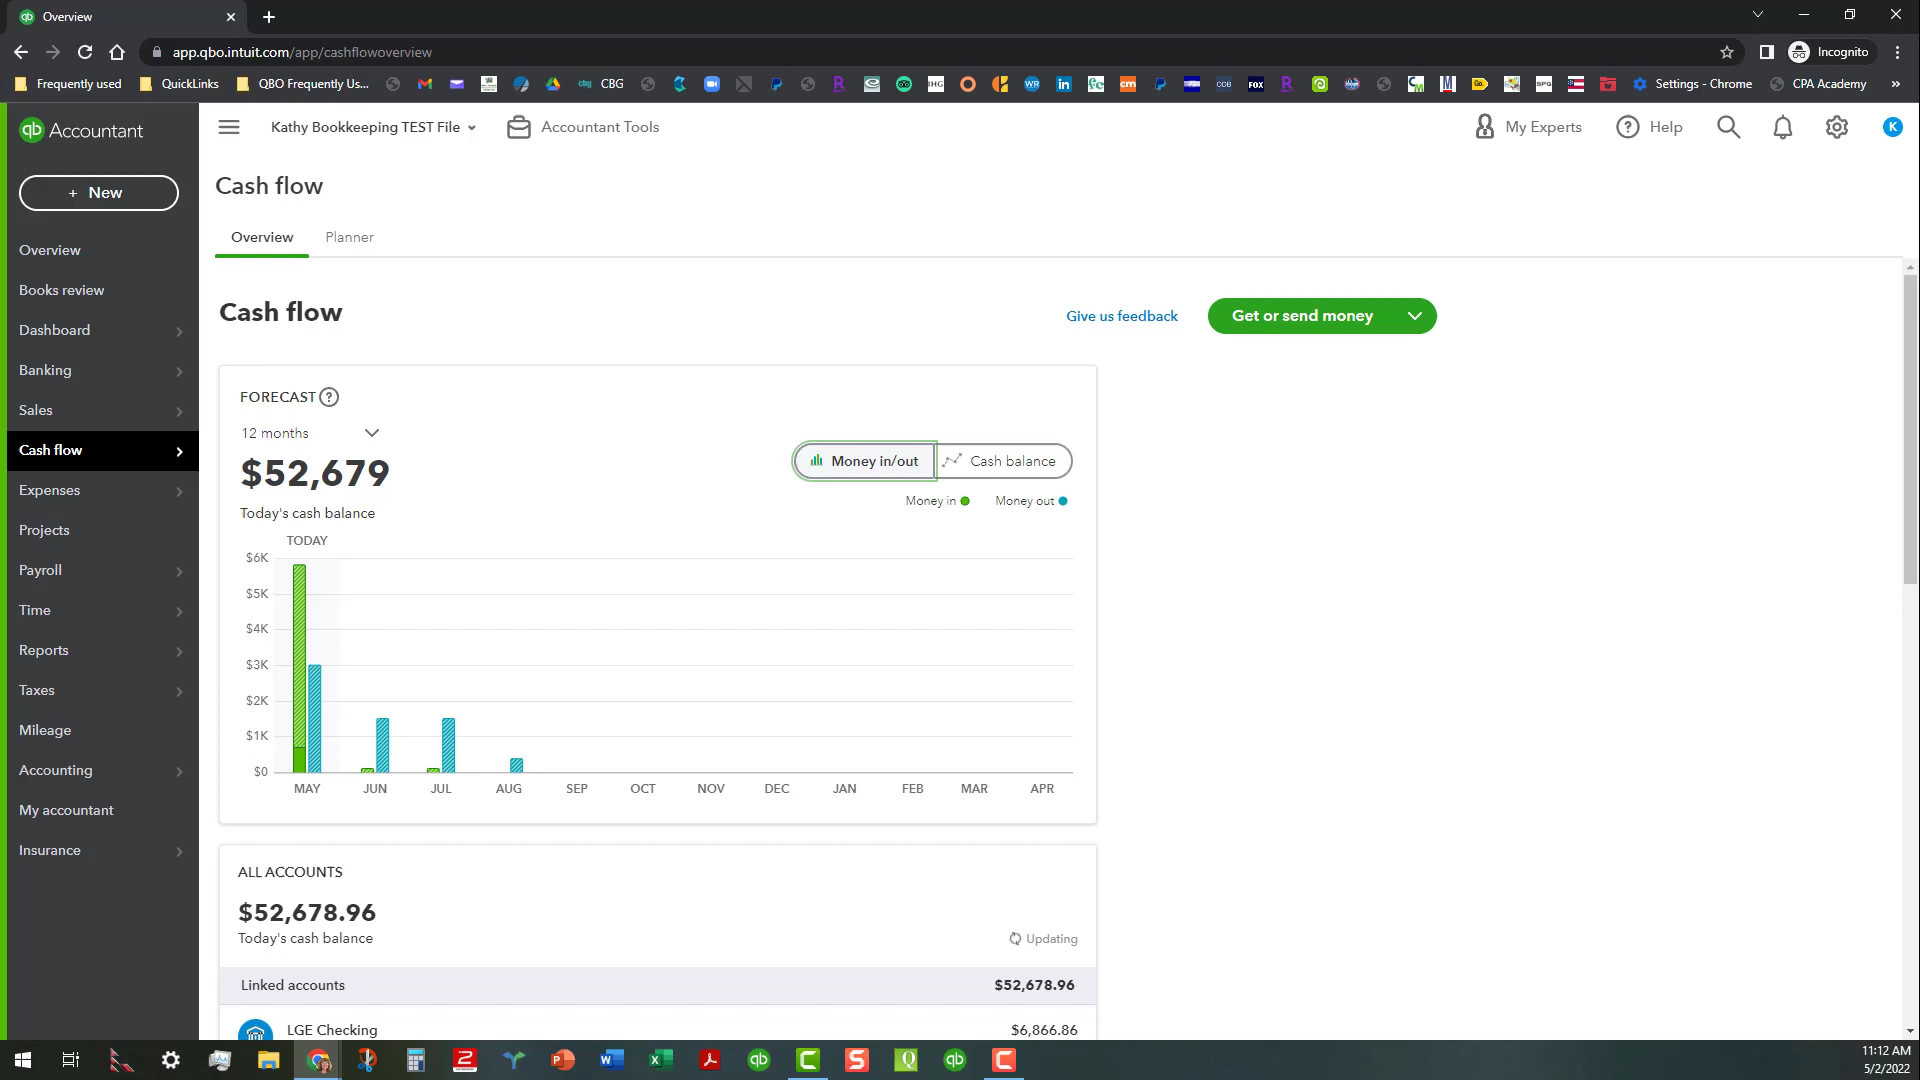 Overview
app.qbo.intuit.com/app/cashflowoverview
Incognito
Frequently used
QuickLinks
QBO Frequently Us...
CBG
Settings - Chrome
CPA Academy
qb Accountant
Kathy Bookkeeping TEST File
Accountant Tools
My Experts
Help
K
+ New
Overview
Books review
Dashboard
Banking
Sales
Cash flow
Expenses
Projects
Payroll
Time
Reports
Taxes
Mileage
Accounting
My accountant
Insurance
Cash flow
Overview
Planner
Cash flow
Give us feedback
Get or send money
FORECAST
12 months
$52,679
Today's cash balance
Money in/out
Cash balance
Money in
Money out
TODAY
$6K
$5K
$4K
$3K
$2K
$1K
$0
MAY JUN JUL AUG SEP OCT NOV DEC JAN FEB MAR APR
ALL ACCOUNTS
$52,678.96
Today's cash balance
Updating
Linked accounts $52,678.96
LGE Checking $6,866.86
11:12 AM
5/2/2022